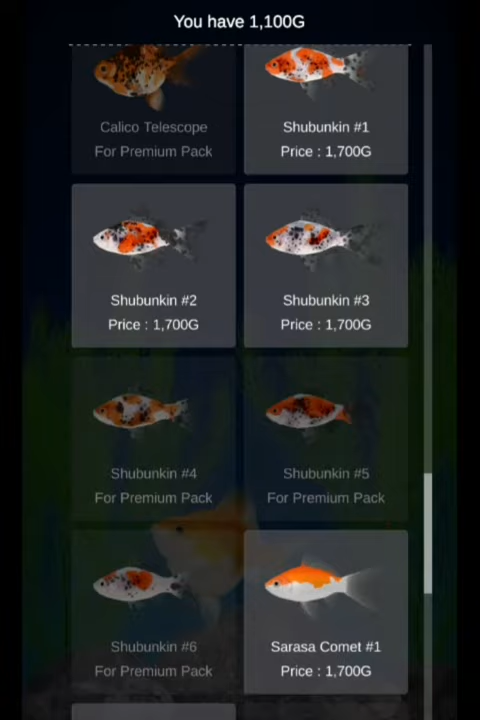 You have 1,100G
Calico Telescope
For Premium Pack
Shubunkin #1
Price : 1,700G
Shubunkin #2
Price : 1,700G
Shubunkin #3
Price : 1,700G
Shubunkin #4
For Premium Pack
Shubunkin #5
For Premium Pack
Shubunkin #6
For Premium Pack
Sarasa Comet #1
Price : 1,700G